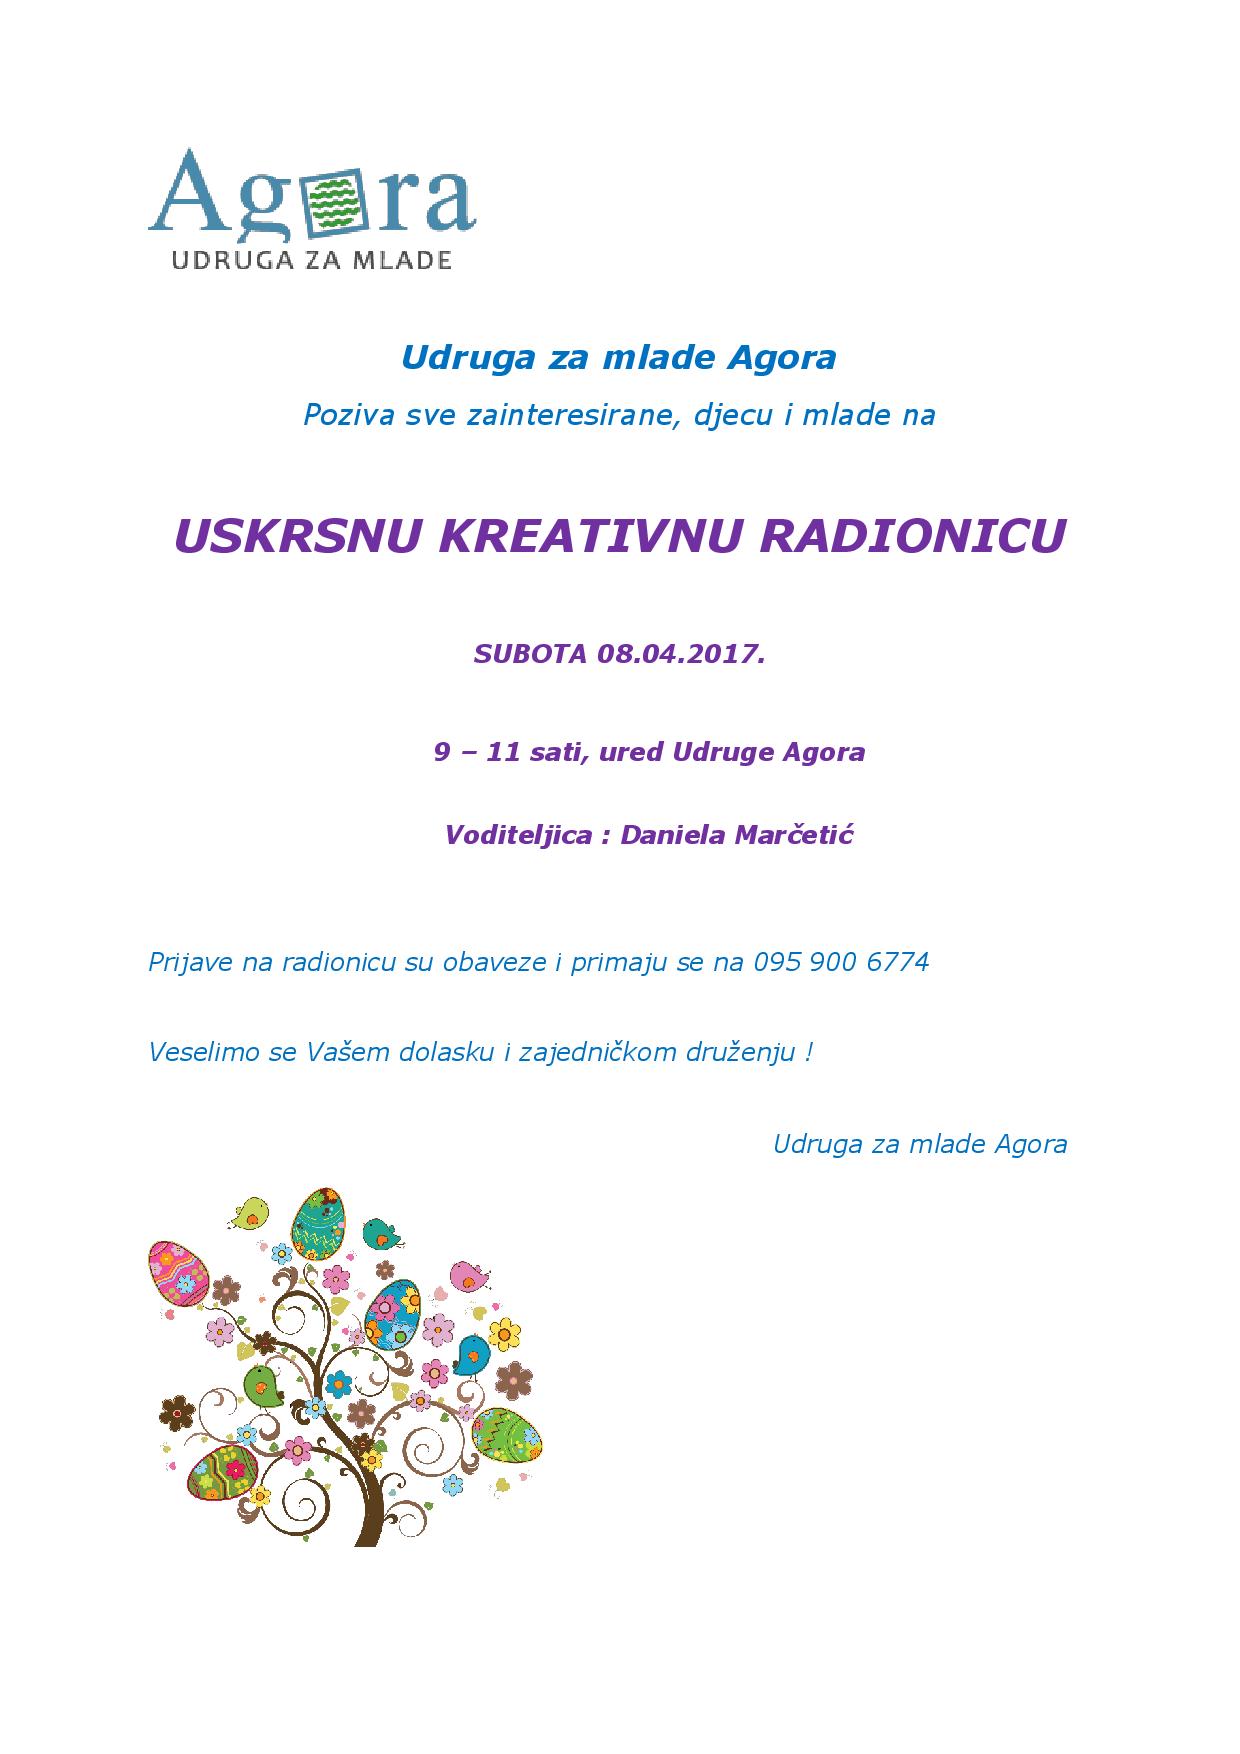 Agora
UDRUGA ZA MLADE
Udruga za mlade Agora
Poziva sve zainteresirane, djecu i mlade na
USKRSNU KREATIVNU RADIONICU
SUBOTA 08.04.2017.
9 – 11 sati, ured Udruge Agora
Voditeljica : Daniela Marčetić
Prijave na radionicu su obaveze i primaju se na 095 900 6774
Veselimo se Vašem dolasku i zajedničkom druženju !
Udruga za mlade Agora